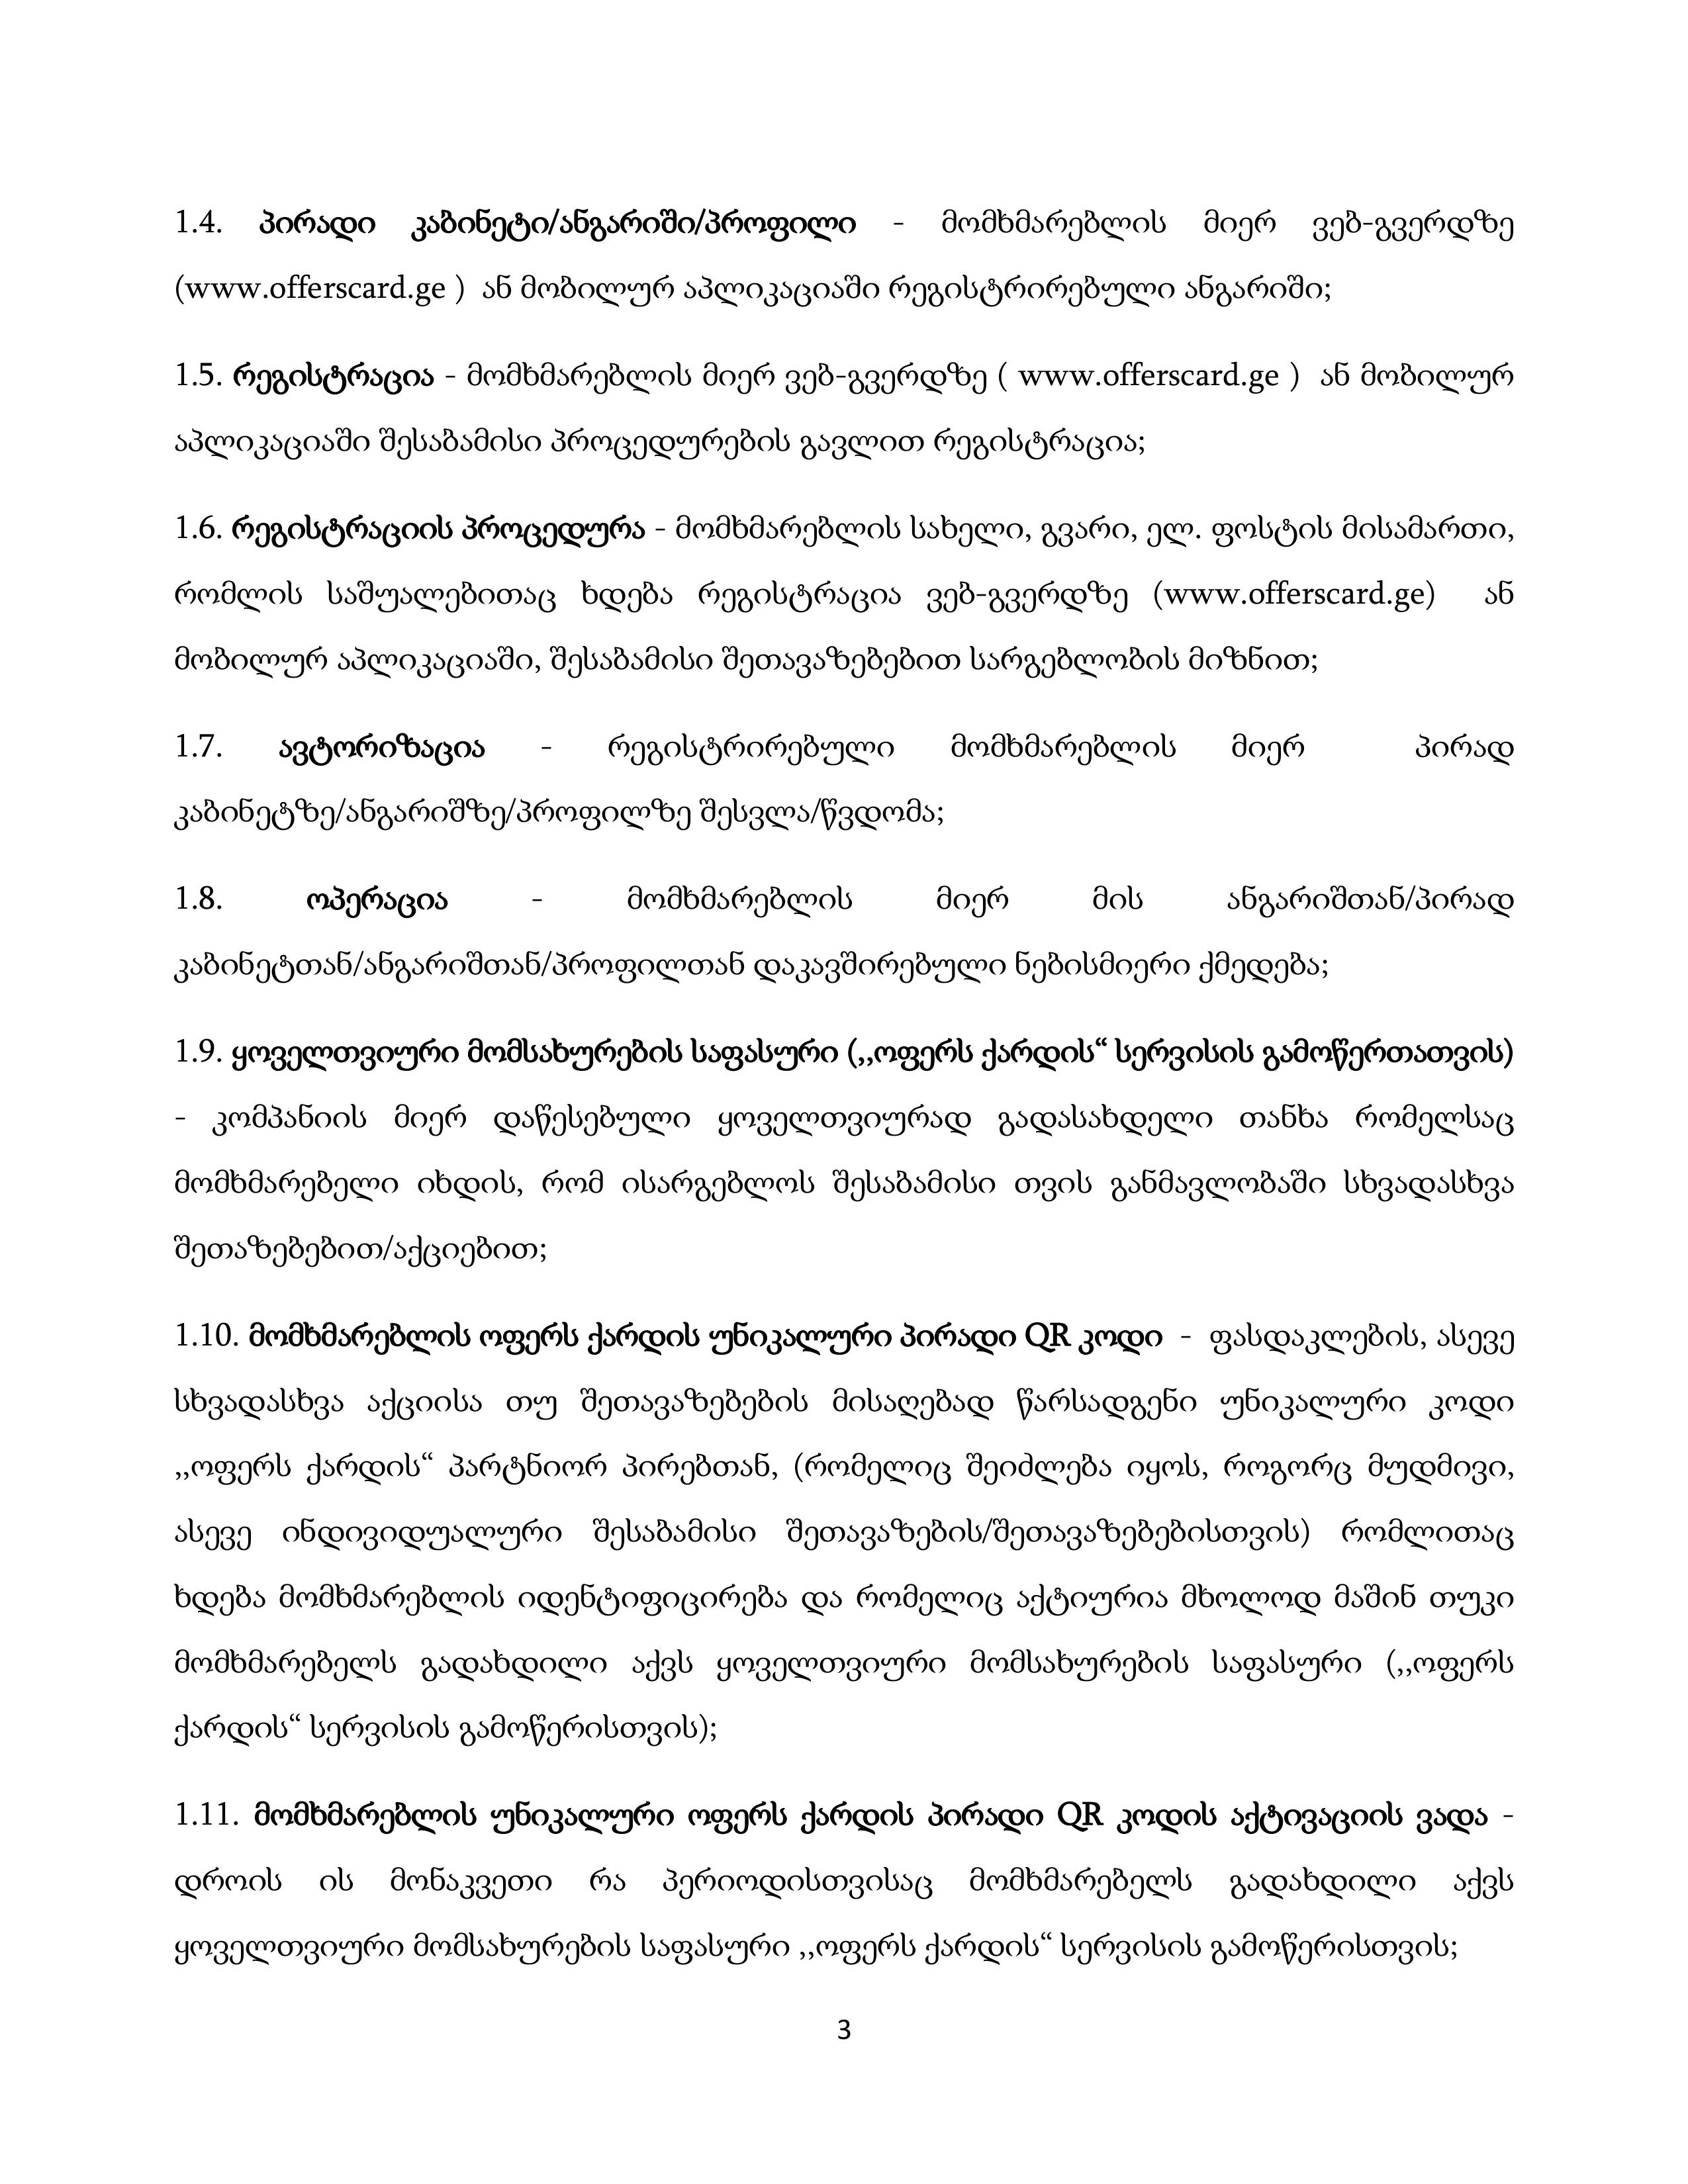 1.4. პირადი კაბინეტი/ანგარიში/პროფილი - მომხმარებლის მიერ ვებ-გვერდზე
(www.offerscard.ge ) ან მობილურ აპლიკაციაში რეგისტრირებული ანგარიში;
1.5. რეგისტრაცია - მომხმარებლის მიერ ვებ-გვერდზე ( www.offerscard.ge ) ან მობილურ
აპლიკაციაში შესაბამისი პროცედურების გავლით რეგისტრაცია;
1.6. რეგისტრაციის პროცედურა - მომხმარებლის სახელი, გვარი, ელ. ფოსტის მისამართი,
რომლის საშუალებითაც ხდება რეგისტრაცია ვებ-გვერდზე (www.offerscard.ge) ან
მობილურ აპლიკაციაში, შესაბამისი შეთავაზებებით სარგებლობის მიზნით;
1.7. ავტორიზაცია - რეგისტრირებული მომხმარებლის მიერ პირად
კაბინეტზე/ანგარიშზე/პროფილზე შესვლა/წვდომა;
1.8. ოპერაცია - მომხმარებლის მიერ მის ანგარიშთან/პირად
კაბინეტთან/ანგარიშთან/პროფილთან დაკავშირებული ნებისმიერი ქმედება;
1.9. ყოველთვიური მომსახურების საფასური (,,ოფერს ქარდის“ სერვისის გამოწერთათვის)
- კომპანიის მიერ დაწესებული ყოველთვიურად გადასახდელი თანხა რომელსაც
მომხმარებელი იხდის, რომ ისარგებლოს შესაბამისი თვის განმავლობაში სხვადასხვა
შეთაზებებით/აქციებით;
1.10. მომხმარებლის ოფერს ქარდის უნიკალური პირადი QR კოდი - ფასდაკლების, ასევე
სხვადასხვა აქციისა თუ შეთავაზებების მისაღებად წარსადგენი უნიკალური კოდი
,,ოფერს ქარდის“ პარტნიორ პირებთან, (რომელიც შეიძლება იყოს, როგორც მუდმივი,
ასევე ინდივიდუალური შესაბამისი შეთავაზების/შეთავაზებებისთვის) რომლითაც
ხდება მომხმარებლის იდენტიფიცირება და რომელიც აქტიურია მხოლოდ მაშინ თუკი
მომხმარებელს გადახდილი აქვს ყოველთვიური მომსახურების საფასური (,,ოფერს
ქარდის“ სერვისის გამოწერისთვის);
1.11. მომხმარებლის უნიკალური ოფერს ქარდის პირადი QR კოდის აქტივაციის ვადა -
დროის ის მონაკვეთი რა პერიოდისთვისაც მომხმარებელს გადახდილი აქვს
ყოველთვიური მომსახურების საფასური ,,ოფერს ქარდის“ სერვისის გამოწერისთვის;
3